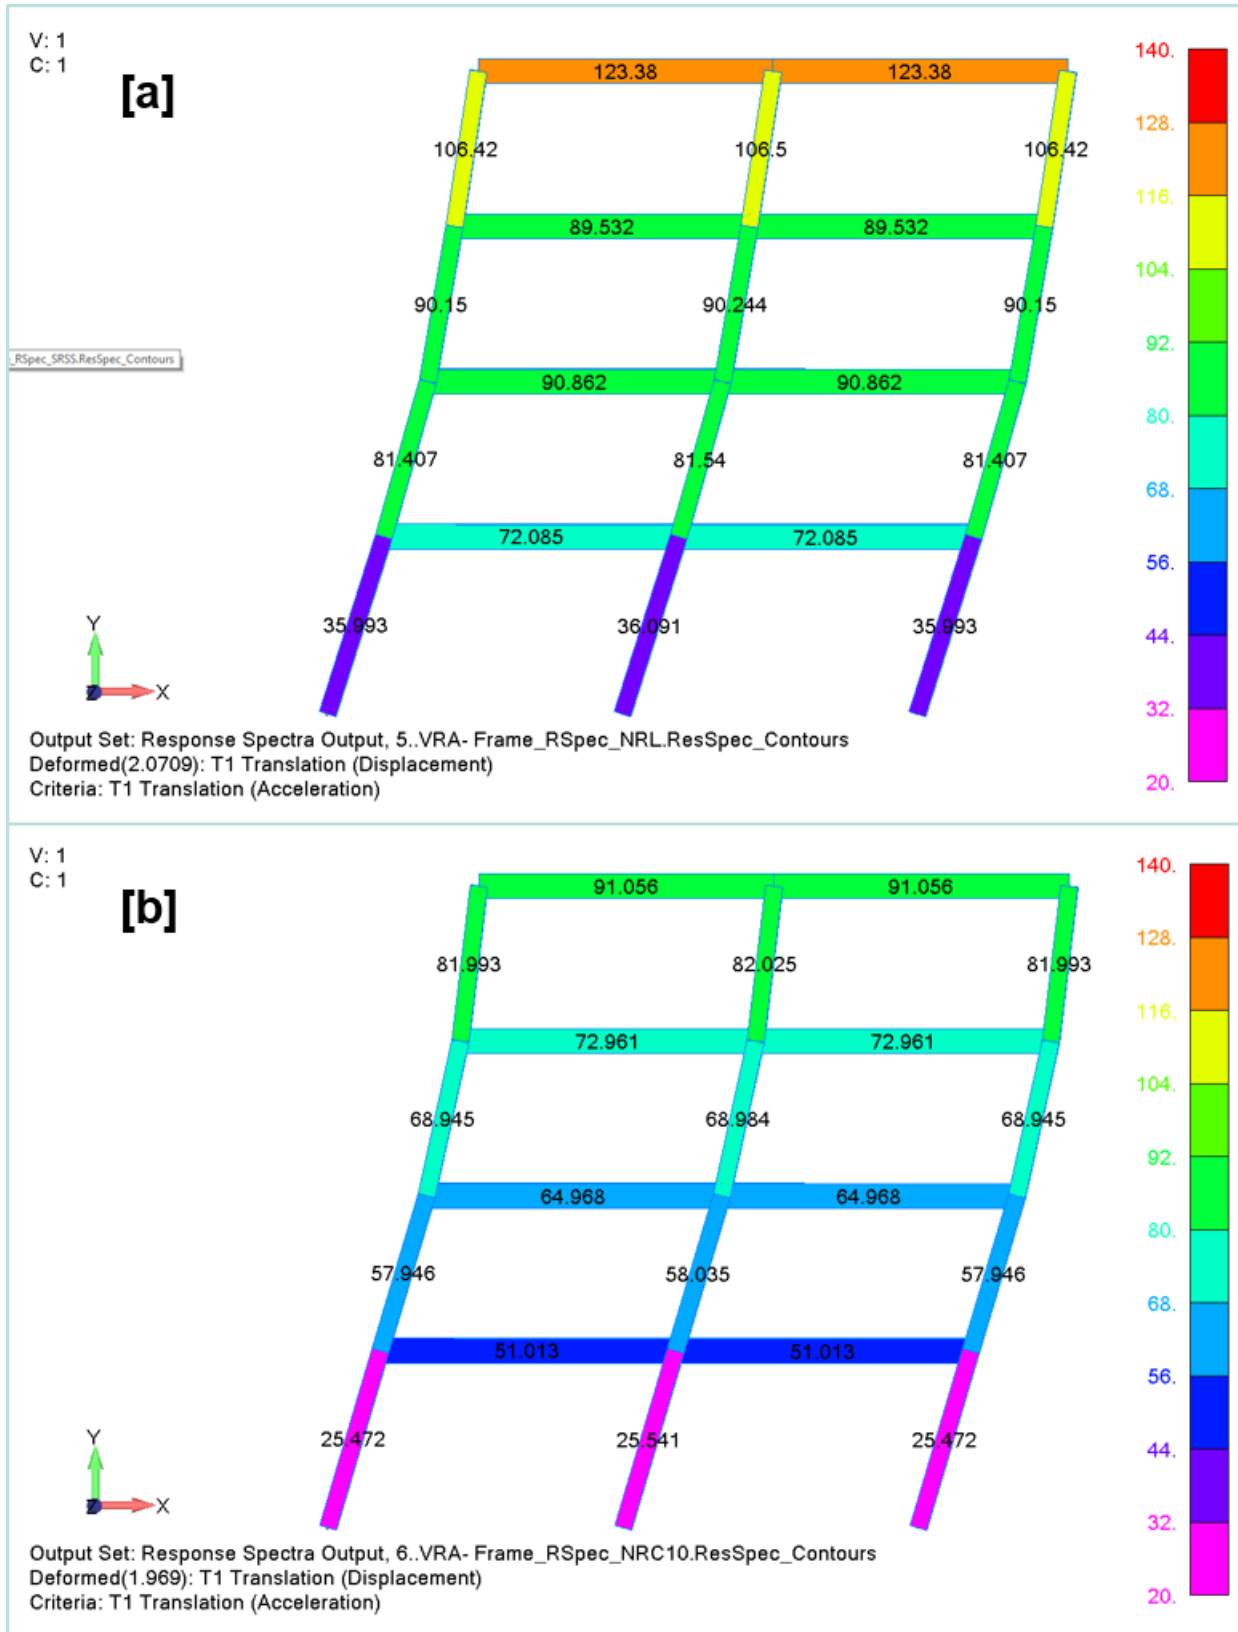 V: 1
C: 1
[a]
140.
128.
116.
104.
92.
80.
68.
56.
44.
32.
20.
123.38 123.38
106.42 106.5 106.42
89.532 89.532
90.15 90.244 90.15
_RSpec_SRSS.ResSpec_Contours
90.862 90.862
81.407 81.54 81.407
72.085 72.085
35.993 36.091 35.993
Y
Z X
Output Set: Response Spectra Output, 5..VRA- Frame_RSpec_NRL.ResSpec_Contours
Deformed(2.0709): T1 Translation (Displacement)
Criteria: T1 Translation (Acceleration)
V: 1
C: 1
[b]
140.
128.
116.
104.
92.
80.
68.
56.
44.
32.
20.
91.056 91.056
81.993 82.025 81.993
72.961 72.961
68.945 68.984 68.945
64.968 64.968
57.946 58.035 57.946
51.013 51.013
25.472 25.541 25.472
Y
Z X
Output Set: Response Spectra Output, 6..VRA- Frame_RSpec_NRC10.ResSpec_Contours
Deformed(1.969): T1 Translation (Displacement)
Criteria: T1 Translation (Acceleration)